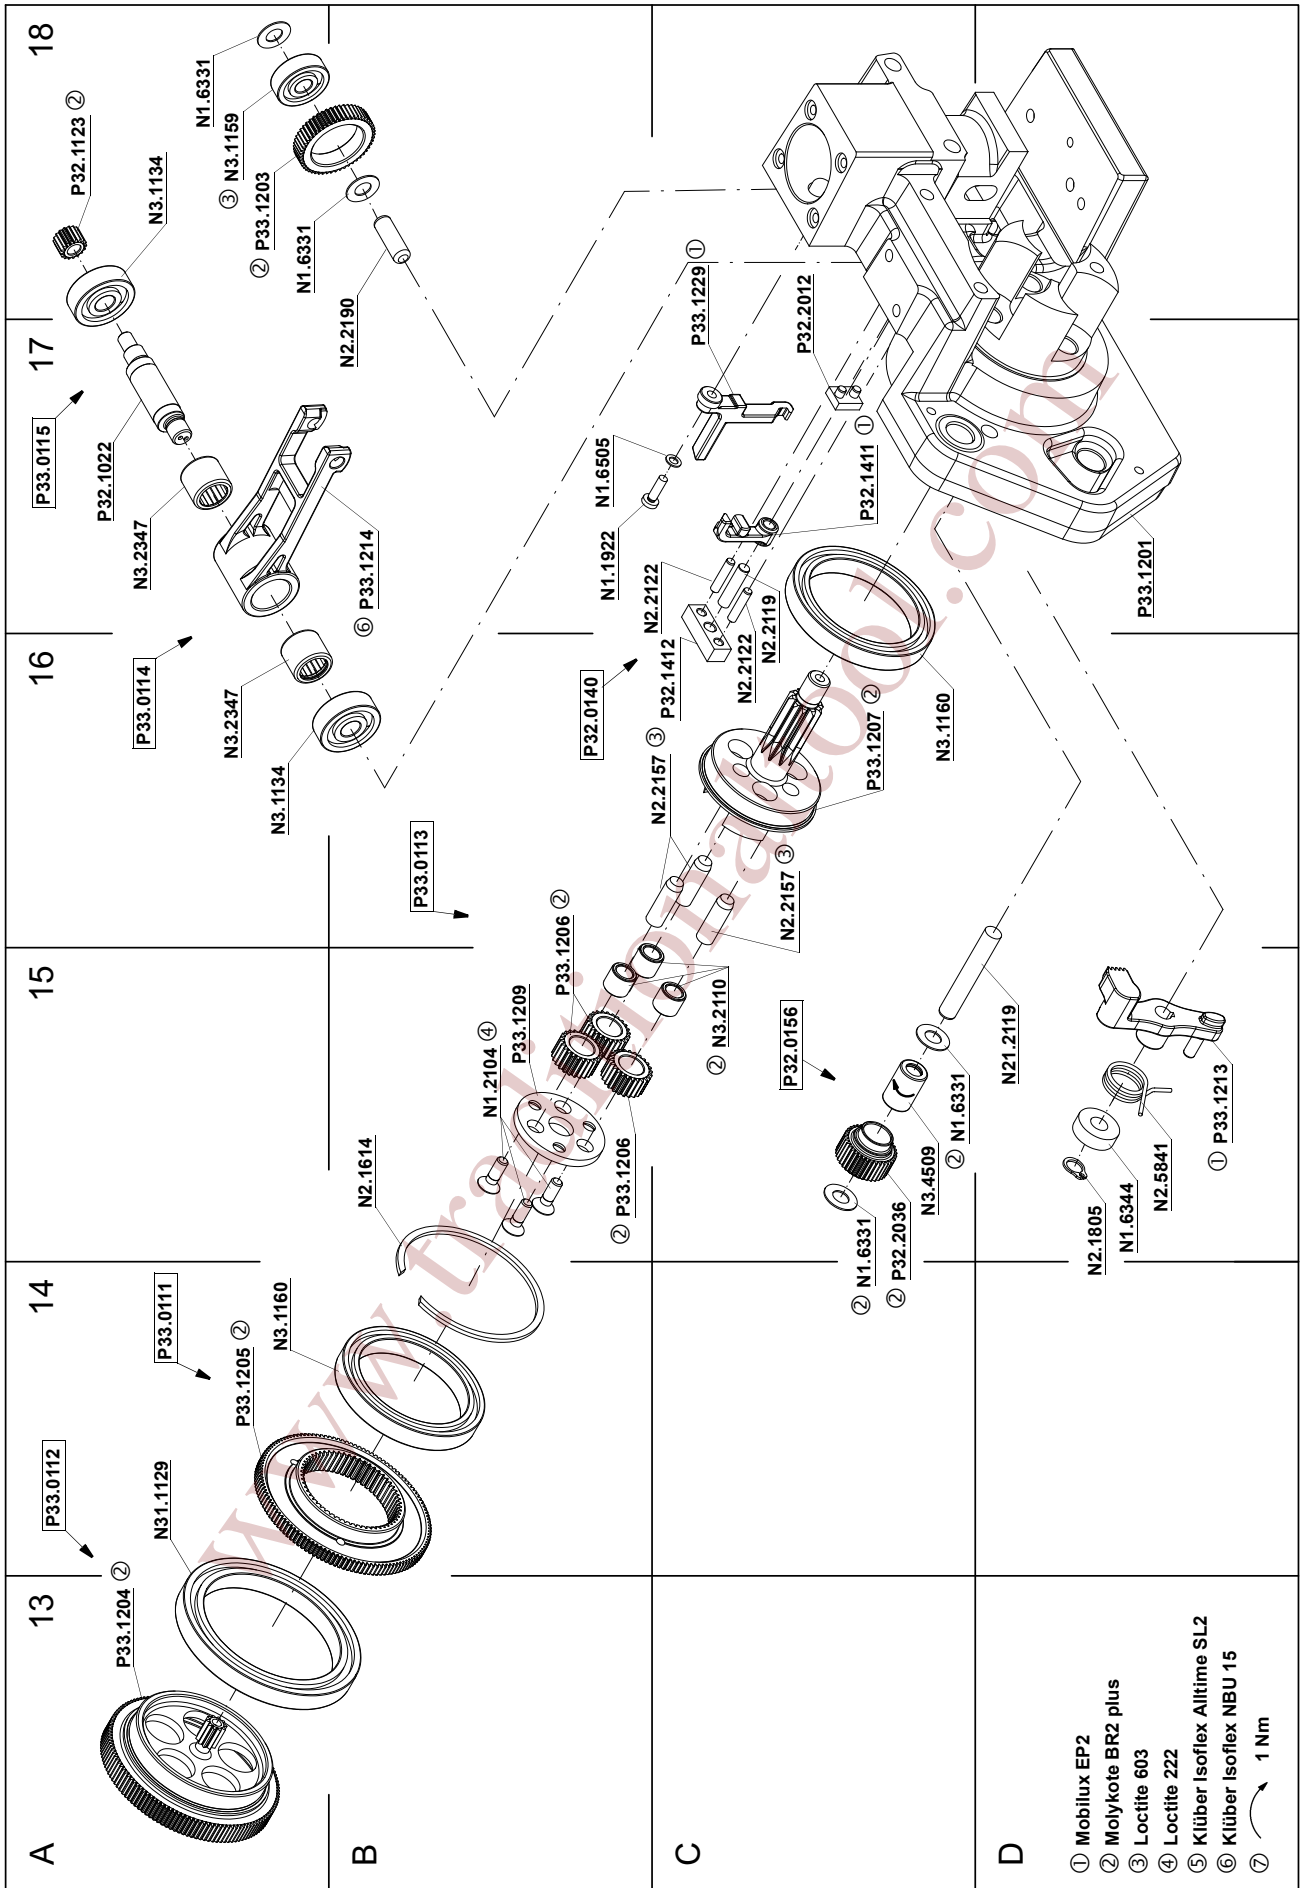 13
14
15
16
17
18
A
B
C
D
P33.1204 ②
P33.0112
N31.1129
P33.1205 ②
P33.0111
N3.1160
N2.1614
N1.2104 ④
P33.1209
P33.1206 ②
② P33.1206
② N3.2110
P33.0113
N2.2157 ③
N2.2157 ③
P33.1207 ②
N3.1160
P33.0114
N3.1134
N3.2347
⑥ P33.1214
N3.2347
P32.1022
P33.0115
N3.1134
P32.1123 ②
N1.6331
③ N3.1159
② P33.1203
N1.6331
N2.2190
P32.0140
P32.1412
N2.2122
N2.2122
N2.2119
P32.1411 ①
N1.1922
N1.6505
P33.1229 ①
P32.2012
P33.1201
P32.0156
② N1.6331
② P32.2036
N3.4509
② N1.6331
N21.2119
N2.1805
N1.6344
N2.5841
① P33.1213
① Mobilux EP2
② Molykote BR2 plus
③ Loctite 603
④ Loctite 222
⑤ Klüber Isoflex Alltime SL2
⑥ Klüber Isoflex NBU 15
⑦ 1 Nm
www.traditionaltool.com